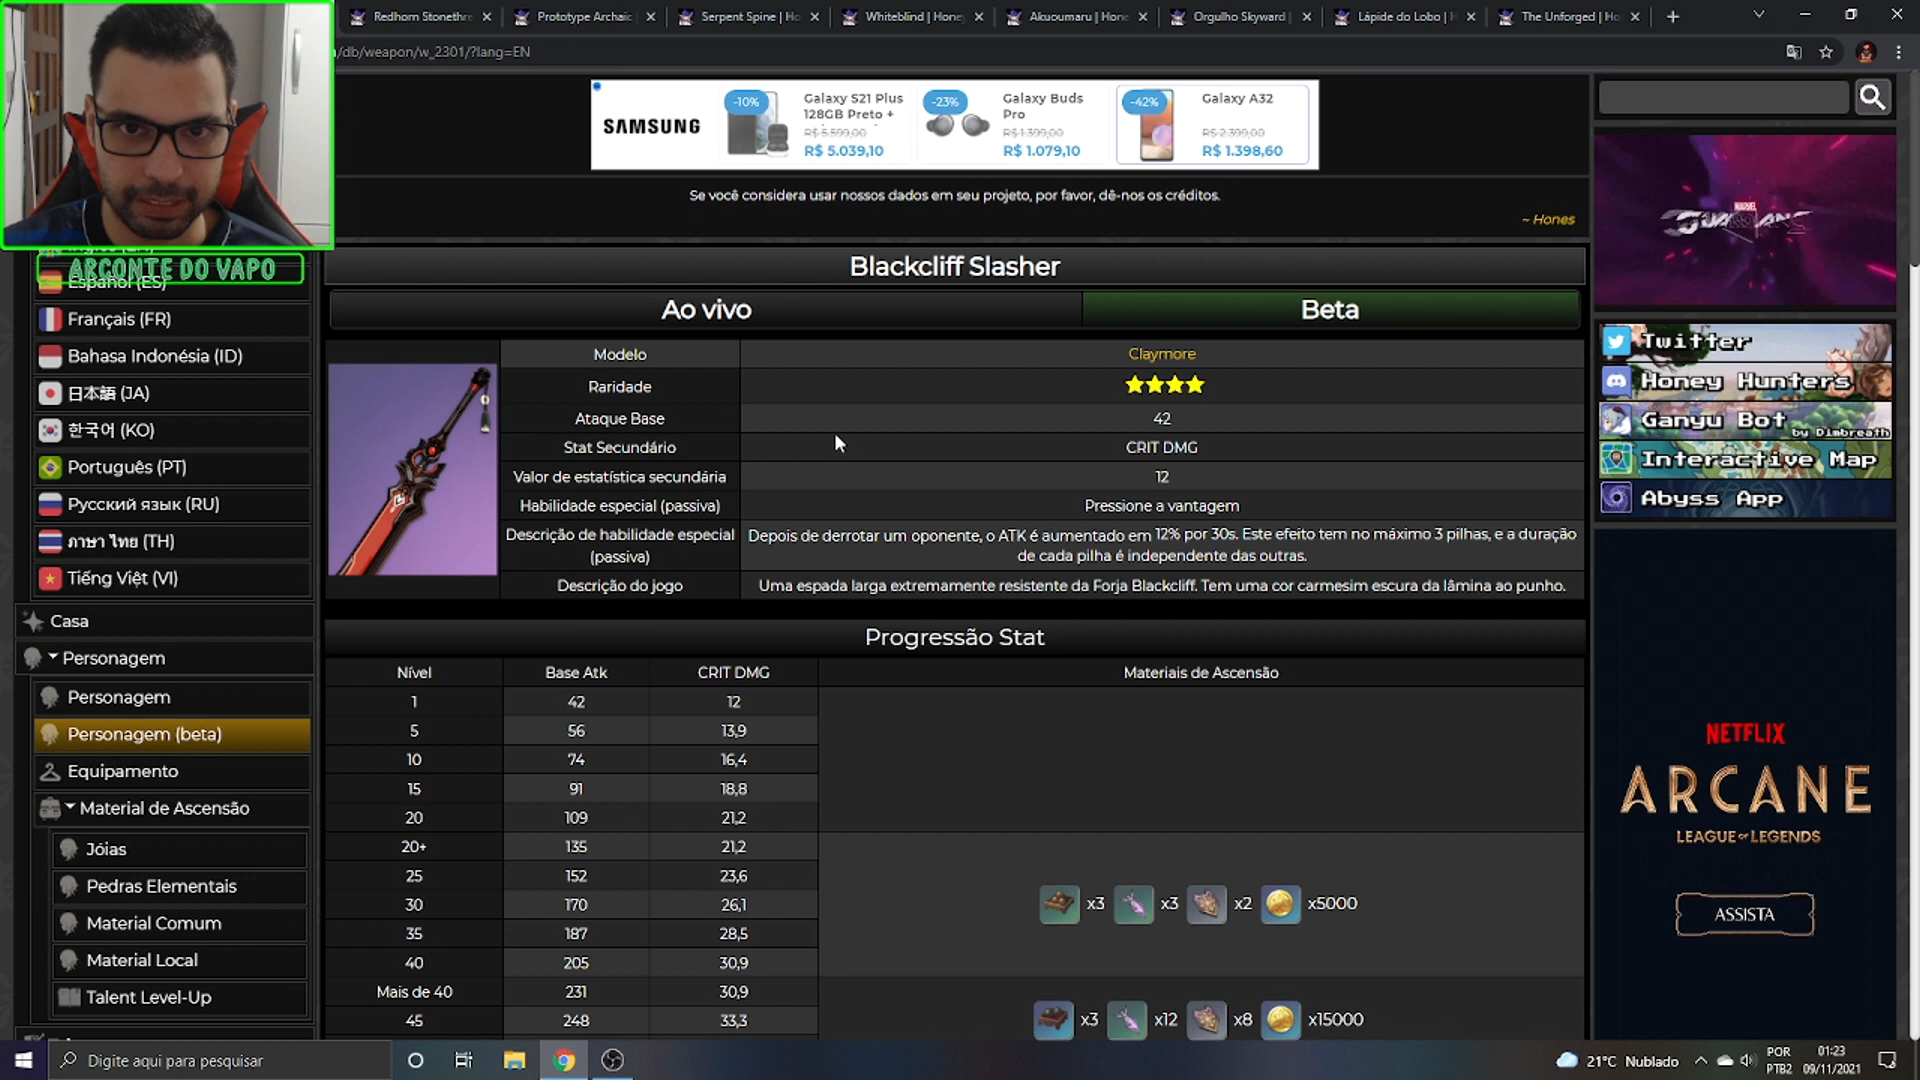 Redhorn Stonethre
Prototype Archaic
Serpent Spine | Ho
Whiteblind | Hone
Akuoumaru | Hone
Orgulho Skyward |
Lápide do Lobo | H
The Unforged | Ho
/db/weapon/w_2301/?lang=EN
SAMSUNG
-10%
Galaxy S21 Plus
128GB Preto +
R$ 5.599,00
R$ 5.039,10
-23%
Galaxy Buds
Pro
R$ 1.399,00
R$ 1.079,10
-42%
Galaxy A32
R$ 2.399,00
R$ 1.398,60
Se você considera usar nossos dados em seu projeto, por favor, dê-nos os créditos.
~ Hones
ARCONTE DO VAPO
Español (ES)
Français (FR)
Bahasa Indonésia (ID)
日本語 (JA)
한국어 (KO)
Português (PT)
Русский язык (RU)
ภาษา ไทย (TH)
Tiếng Việt (VI)
Casa
Personagem
Personagem
Personagem (beta)
Equipamento
Material de Ascensão
Jóias
Pedras Elementais
Material Comum
Material Local
Talent Level-Up
Blackcliff Slasher
Ao vivo
Beta
Modelo
Claymore
Raridade
Ataque Base
42
Stat Secundário
CRIT DMG
Valor de estatística secundária
12
Habilidade especial (passiva)
Pressione a vantagem
Descrição de habilidade especial
(passiva)
Depois de derrotar um oponente, o ATK é aumentado em 12% por 30s. Este efeito tem no máximo 3 pilhas, e a duração
de cada pilha é independente das outras.
Descrição do jogo
Uma espada larga extremamente resistente da Forja Blackcliff. Tem uma cor carmesim escura da lâmina ao punho.
Progressão Stat
Nível Base Atk CRIT DMG Materiais de Ascensão
1 42 12
5 56 13,9
10 74 16,4
15 91 18,8
20 109 21,2
20+ 135 21,2
25 152 23,6
30 170 26,1
x3 x3 x2 x5000
35 187 28,5
40 205 30,9
Mais de 40 231 30,9
45 248 33,3
x3 x12 x8 x15000
MARVEL
Twitter
Honey Hunters
Ganyu Bot
by Dimbreath
Interactive Map
Abyss App
NETFLIX
ARCANE
LEAGUE OF LEGENDS
ASSISTA
Digite aqui para pesquisar
21°C Nublado
POR
PTB2
01:23
09/11/2021